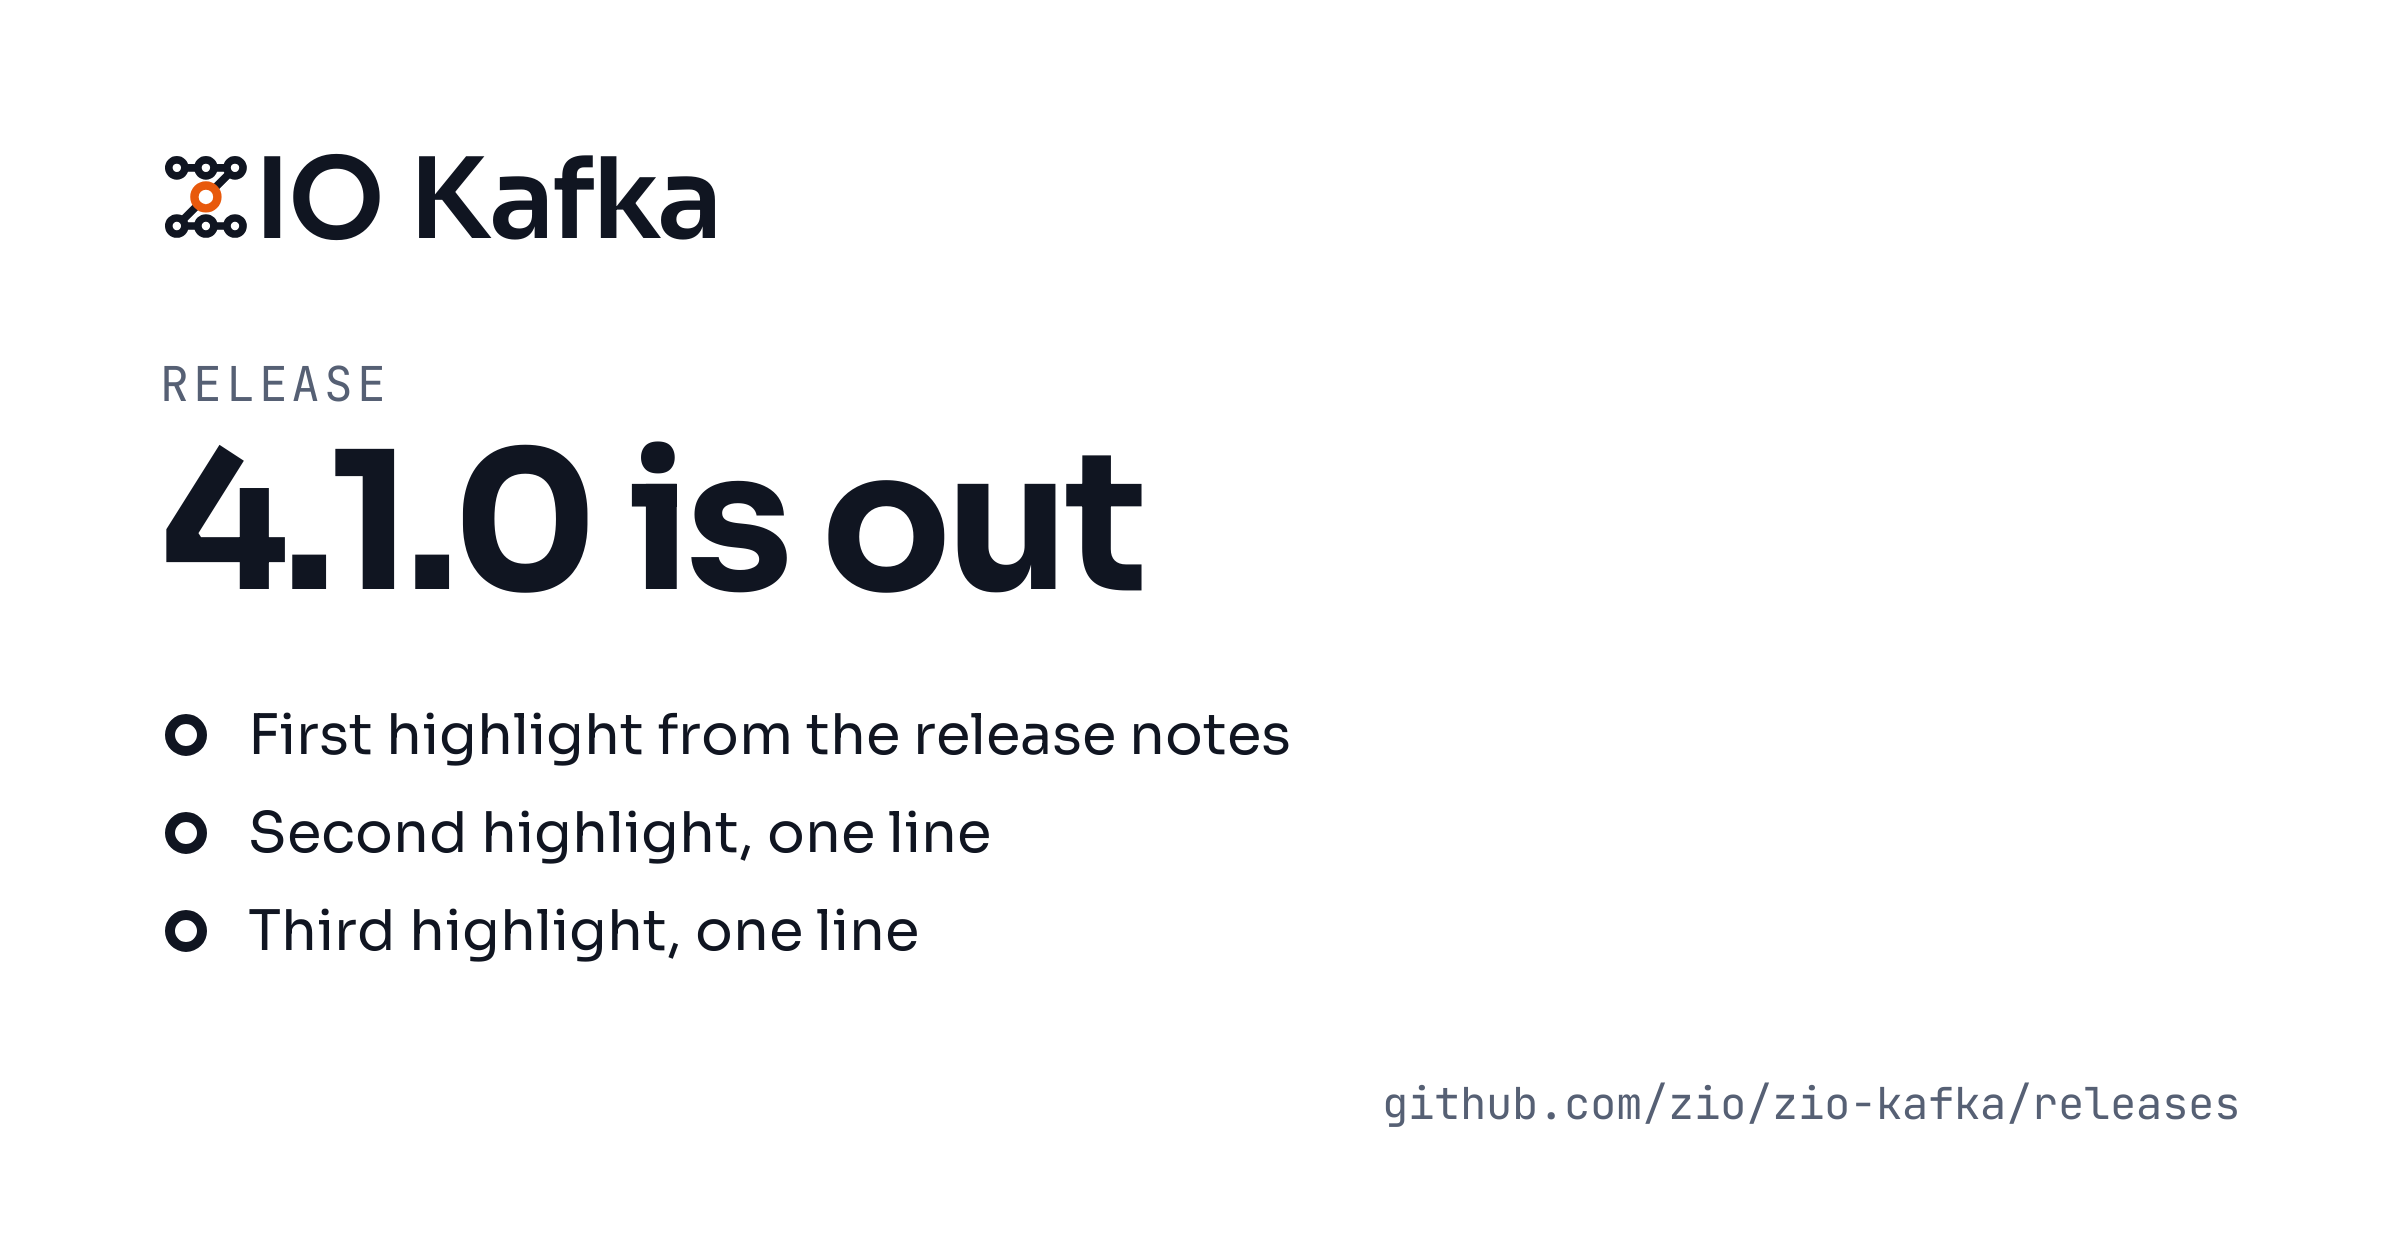 ZIO Kafka
RELEASE
4.1.0 is out
First highlight from the release notes
Second highlight, one line
Third highlight, one line
github.com/zio/zio-kafka/releases